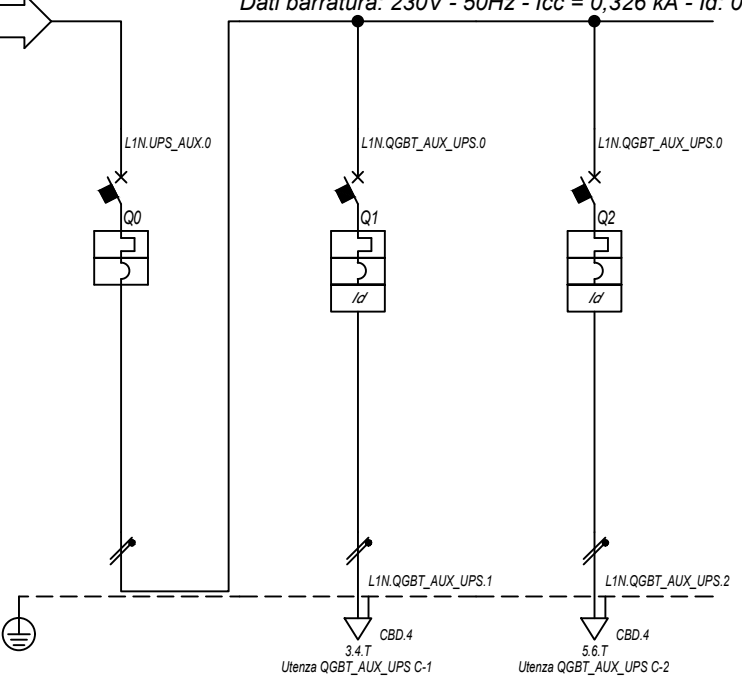 Dati barratura: 230V - 50Hz - Icc = 0,326 kA - Id: 0
L1N.UPS_AUX.0
L1N.QGBT_AUX_UPS.0
L1N.QGBT_AUX_UPS.0
Q0
Q1
Q2
Id
Id
L1N.QGBT_AUX_UPS.1
L1N.QGBT_AUX_UPS.2
CBD.4
CBD.4
3.4.T
5.6.T
Utenza QGBT_AUX_UPS C-1
Utenza QGBT_AUX_UPS C-2